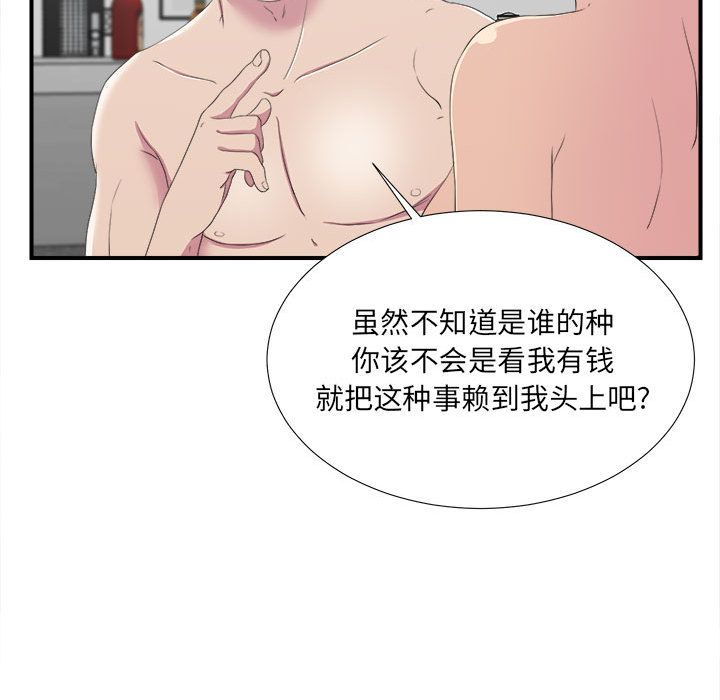 虽然不知道是谁的种
你该不会是看我有钱
就把这种事赖到我头上吧?